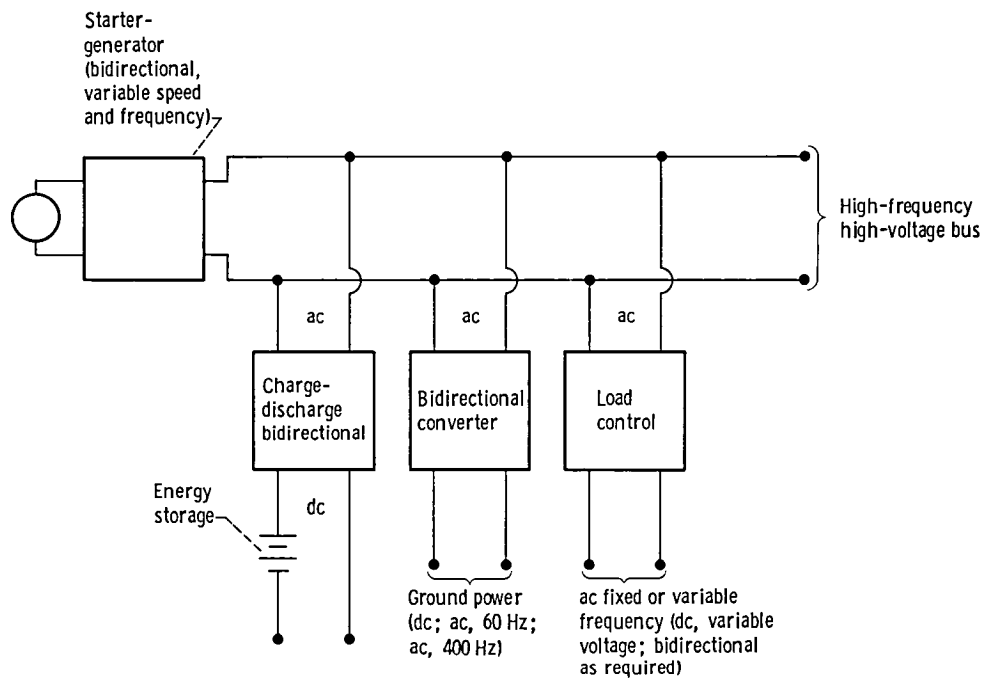 Starter-
generator
(bidirectional,
variable speed
and frequency)
High-frequency
high-voltage bus
ac
ac
ac
Charge-
discharge
bidirectional
Bidirectional
converter
Load
control
Energy
storage
dc
Ground power
(dc; ac, 60 Hz;
ac, 400 Hz)
ac fixed or variable
frequency (dc, variable
voltage; bidirectional
as required)